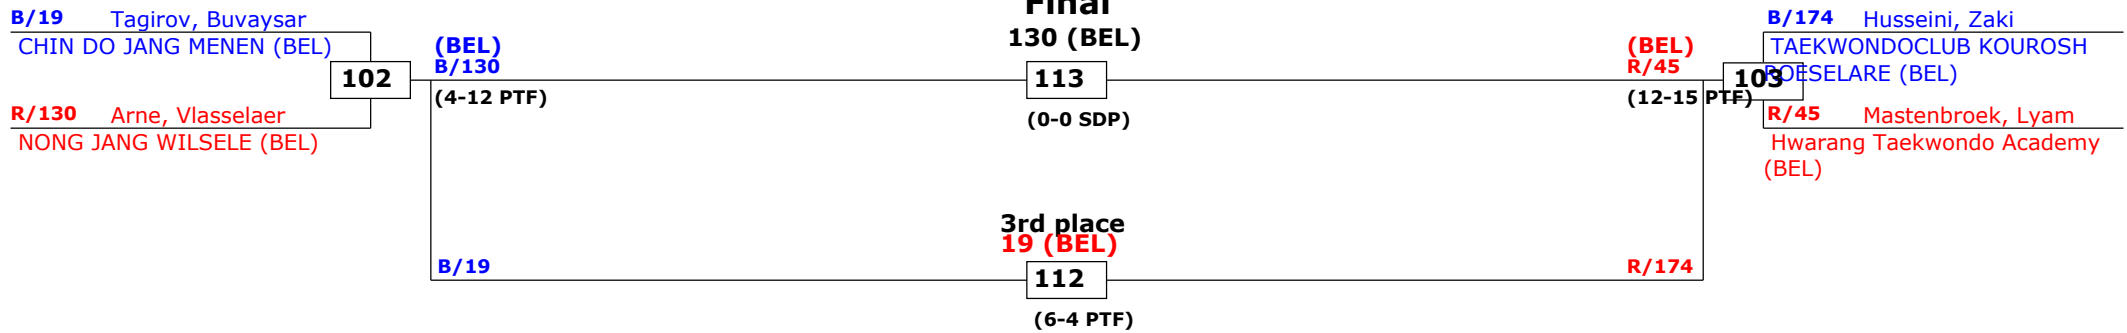 Final
130 (BEL)
B/19 Tagirov, Buvaysar
CHIN DO JANG MENEN (BEL)
102
R/130 Arne, Vlasselaer
NONG JANG WILSELE (BEL)
(BEL)
B/130
(4-12 PTF)
113
(0-0 SDP)
(BEL)
R/45
(12-15 PTF)
B/174 Husseini, Zaki
TAEKWONDOCLUB KOUROSH
ROESELARE (BEL)
103
R/45 Mastenbroek, Lyam
Hwarang Taekwondo Academy
(BEL)
3rd place
19 (BEL)
B/19
112
R/174
(6-4 PTF)